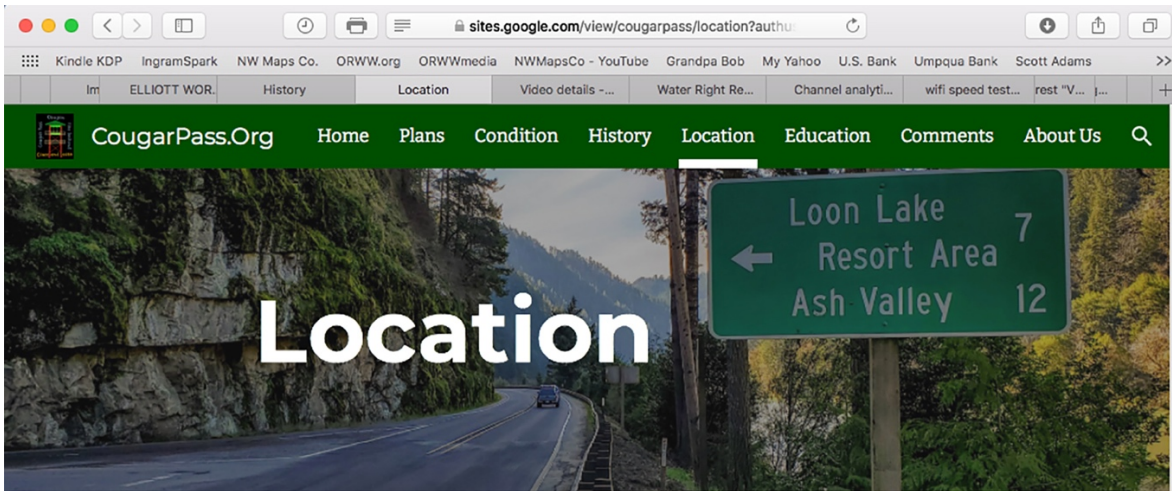 sites.google.com/view/cougarpass/location?authus
Kindle KDP IngramSpark NW Maps Co. ORWW.org ORWWmedia NWMapsCo - YouTube Grandpa Bob My Yahoo U.S. Bank Umpqua Bank Scott Adams >>
Im ELLIOTT WOR. History Location Video details -... Water Right Re... Channel analyti... wifi speed test... rest "V... +
CougarPass.Org Home Plans Condition History Location Education Comments About Us
Loon Lake 7
Resort Area
Ash Valley 12
Location